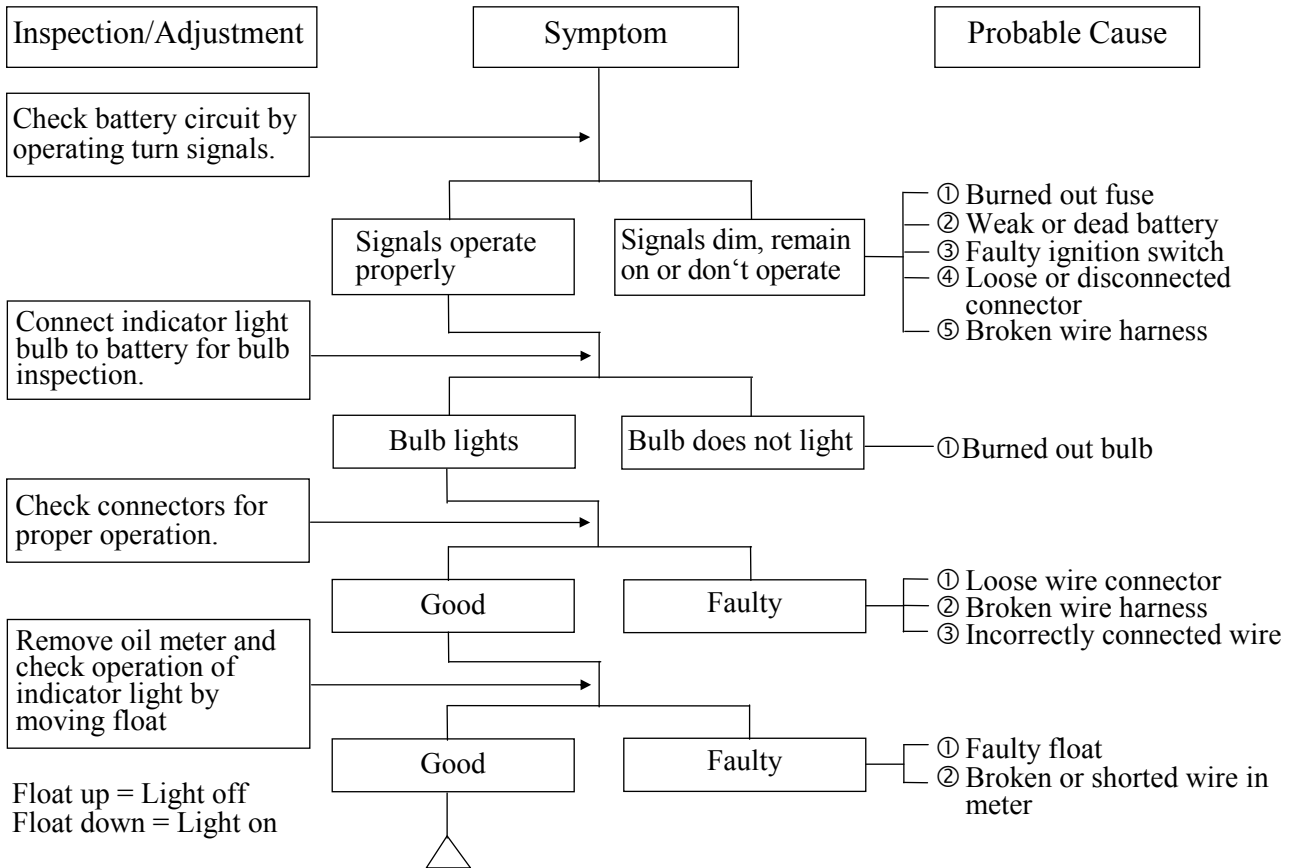 Inspection/Adjustment
Symptom
Probable Cause
Check battery circuit by
operating turn signals.
Signals operate
properly
Signals dim, remain
on or don‘t operate
① Burned out fuse
② Weak or dead battery
③ Faulty ignition switch
④ Loose or disconnected
connector
⑤ Broken wire harness
Connect indicator light
bulb to battery for bulb
inspection.
Bulb lights
Bulb does not light
①Burned out bulb
Check connectors for
proper operation.
Good
Faulty
① Loose wire connector
② Broken wire harness
③ Incorrectly connected wire
Remove oil meter and
check operation of
indicator light by
moving float
Good
Faulty
① Faulty float
② Broken or shorted wire in
meter
Float up = Light off
Float down = Light on